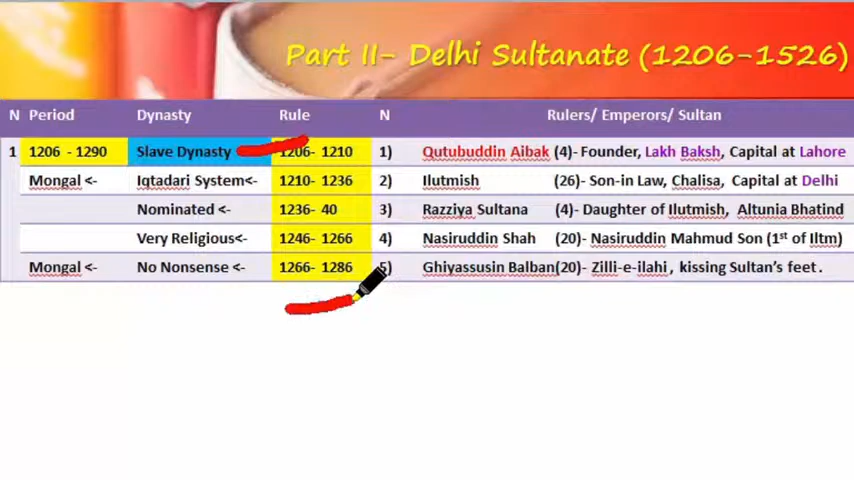 Part II- Delhi Sultanate (1206-1526)
N Period Dynasty Rule N Rulers/ Emperors/ Sultan
1 1206 - 1290 Slave Dynasty 1206- 1210 1) Qutubuddin Aibak (4)- Founder, Lakh Baksh, Capital at Lahore
Mongal <- Iqtadari System<- 1210- 1236 2) Ilutmish (26)- Son-in Law, Chalisa, Capital at Delhi
Nominated <- 1236- 40 3) Razziya Sultana (4)- Daughter of Ilutmish, Altunia Bhatind
Very Religious<- 1246- 1266 4) Nasiruddin Shah (20)- Nasiruddin Mahmud Son (1st of Iltm)
Mongal <- No Nonsense <- 1266- 1286 5) Ghiyassusin Balban(20)- Zilli-e-ilahi, kissing Sultan's feet.